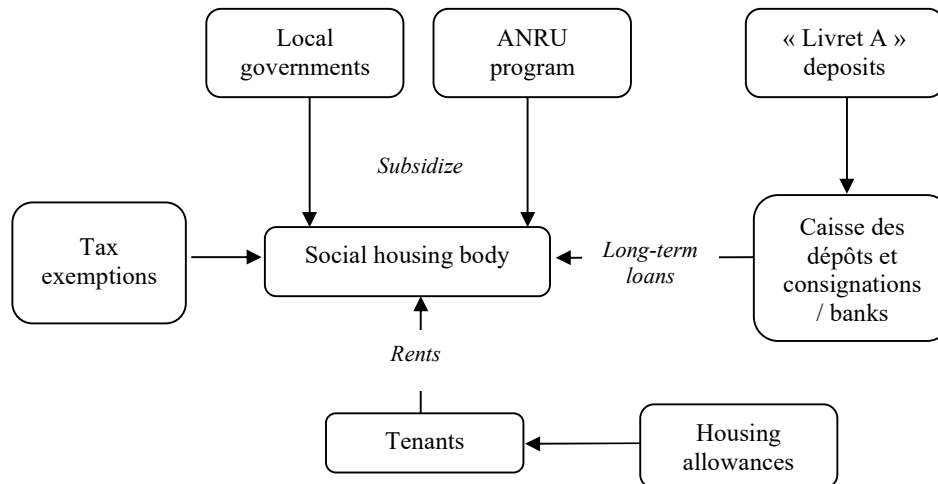 Local
governments
ANRU
program
« Livret A »
deposits
Subsidize
Tax
exemptions
Social housing body
Long-term
loans
Caisse des
dépôts et
consignations
/ banks
Rents
Tenants
Housing
allowances